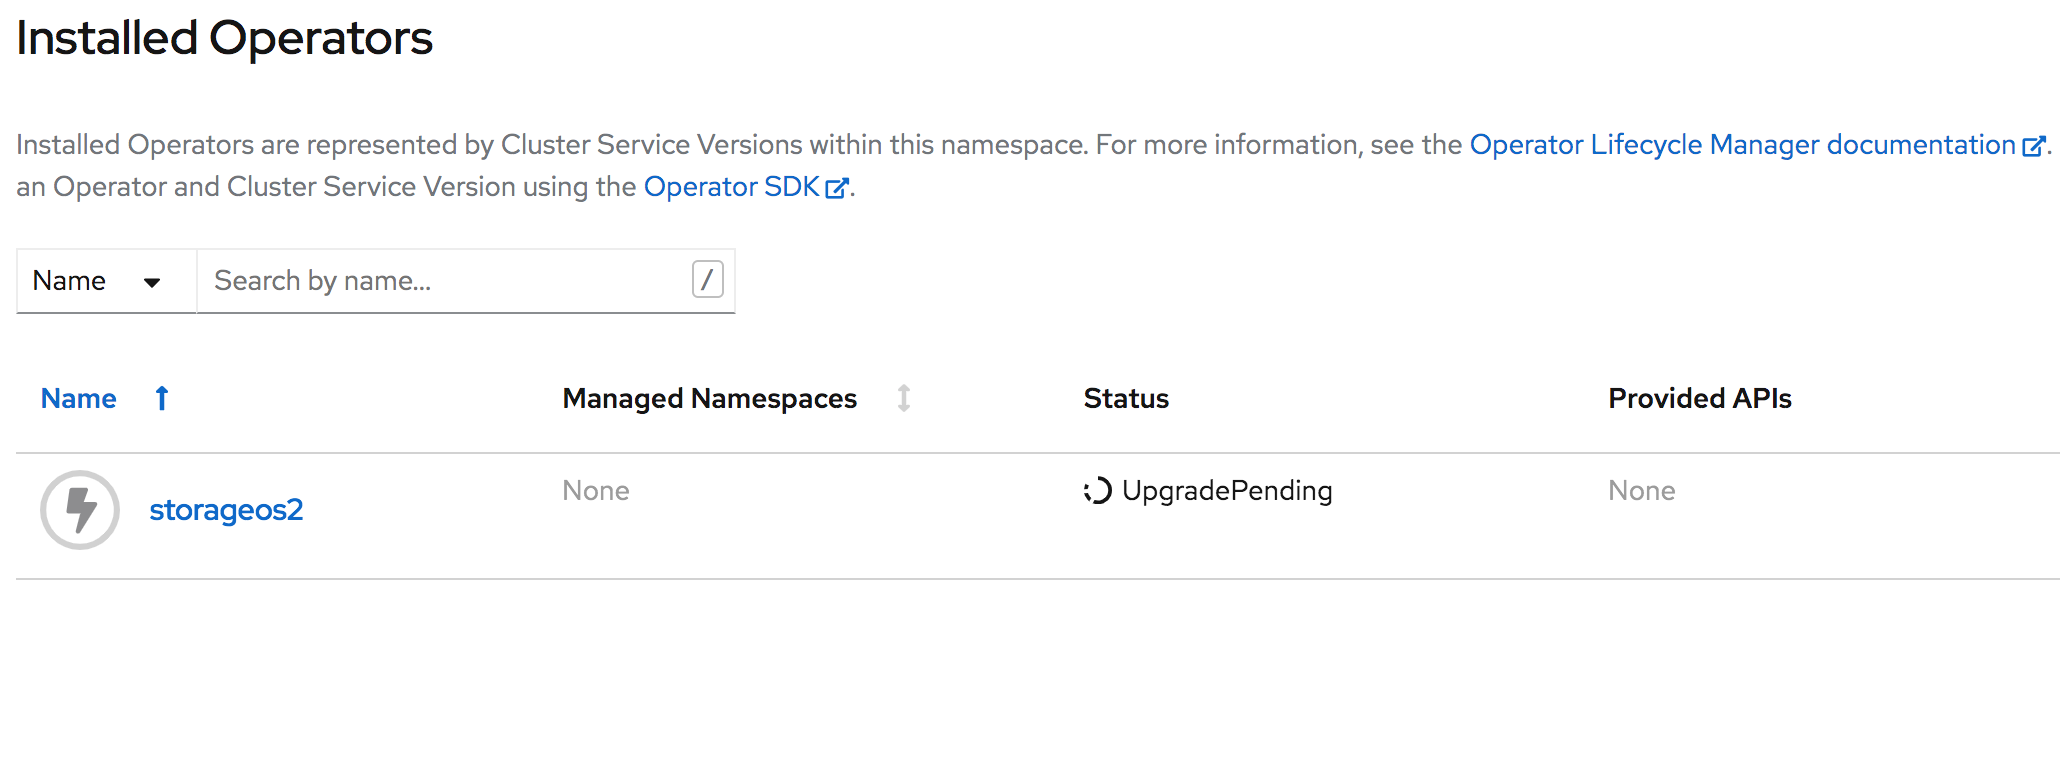 Installed Operators
Installed Operators are represented by Cluster Service Versions within this namespace. For more information, see the Operator Lifecycle Manager documentation.
an Operator and Cluster Service Version using the Operator SDK.
Name Search by name... /
Name Managed Namespaces Status Provided APIs
storageos2 None UpgradePending None